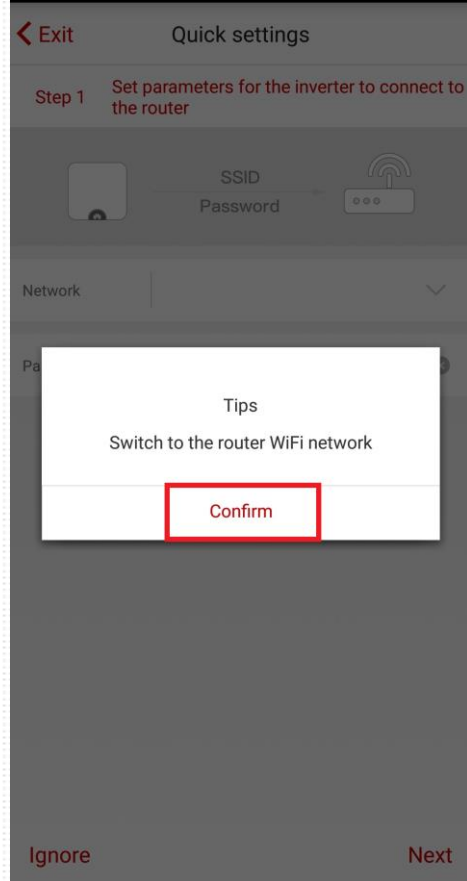 Exit
Quick settings
Step 1
Set parameters for the inverter to connect to
the router
SSID
Password
Network
Pa
Tips
Switch to the router WiFi network
Confirm
Ignore
Next